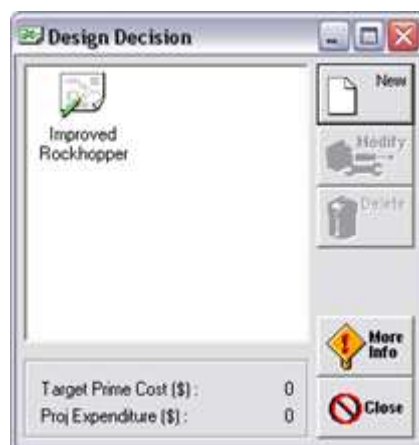 Design Decision
Improved
Rockhopper
New
Modify
Delete
More
Info
Close
Target Prime Cost ($) : 0
Proj Expenditure ($) : 0